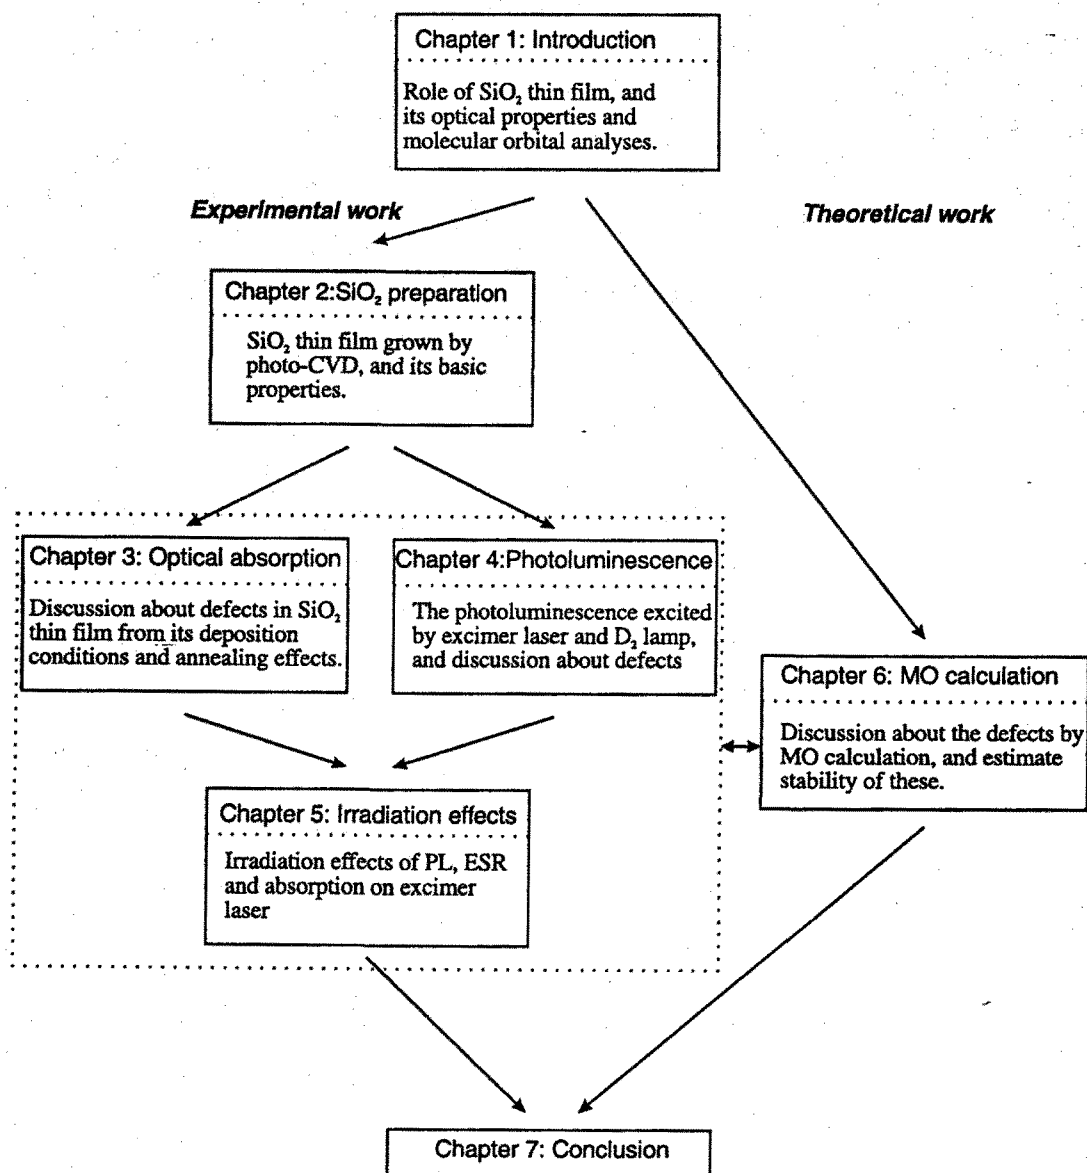 Chapter 1: Introduction
Role of SiO₂ thin film, and
its optical properties and
molecular orbital analyses.
Experimental work
Theoretical work
Chapter 2:SiO₂ preparation
SiO₂ thin film grown by
photo-CVD, and its basic
properties.
Chapter 3: Optical absorption
Discussion about defects in SiO₂
thin film from its deposition
conditions and annealing effects.
Chapter 4:Photoluminescence
The photoluminescence excited
by excimer laser and D₂ lamp,
and discussion about defects
Chapter 5: Irradiation effects
Irradiation effects of PL, ESR
and absorption on excimer
laser
Chapter 6: MO calculation
Discussion about the defects by
MO calculation, and estimate
stability of these.
Chapter 7: Conclusion